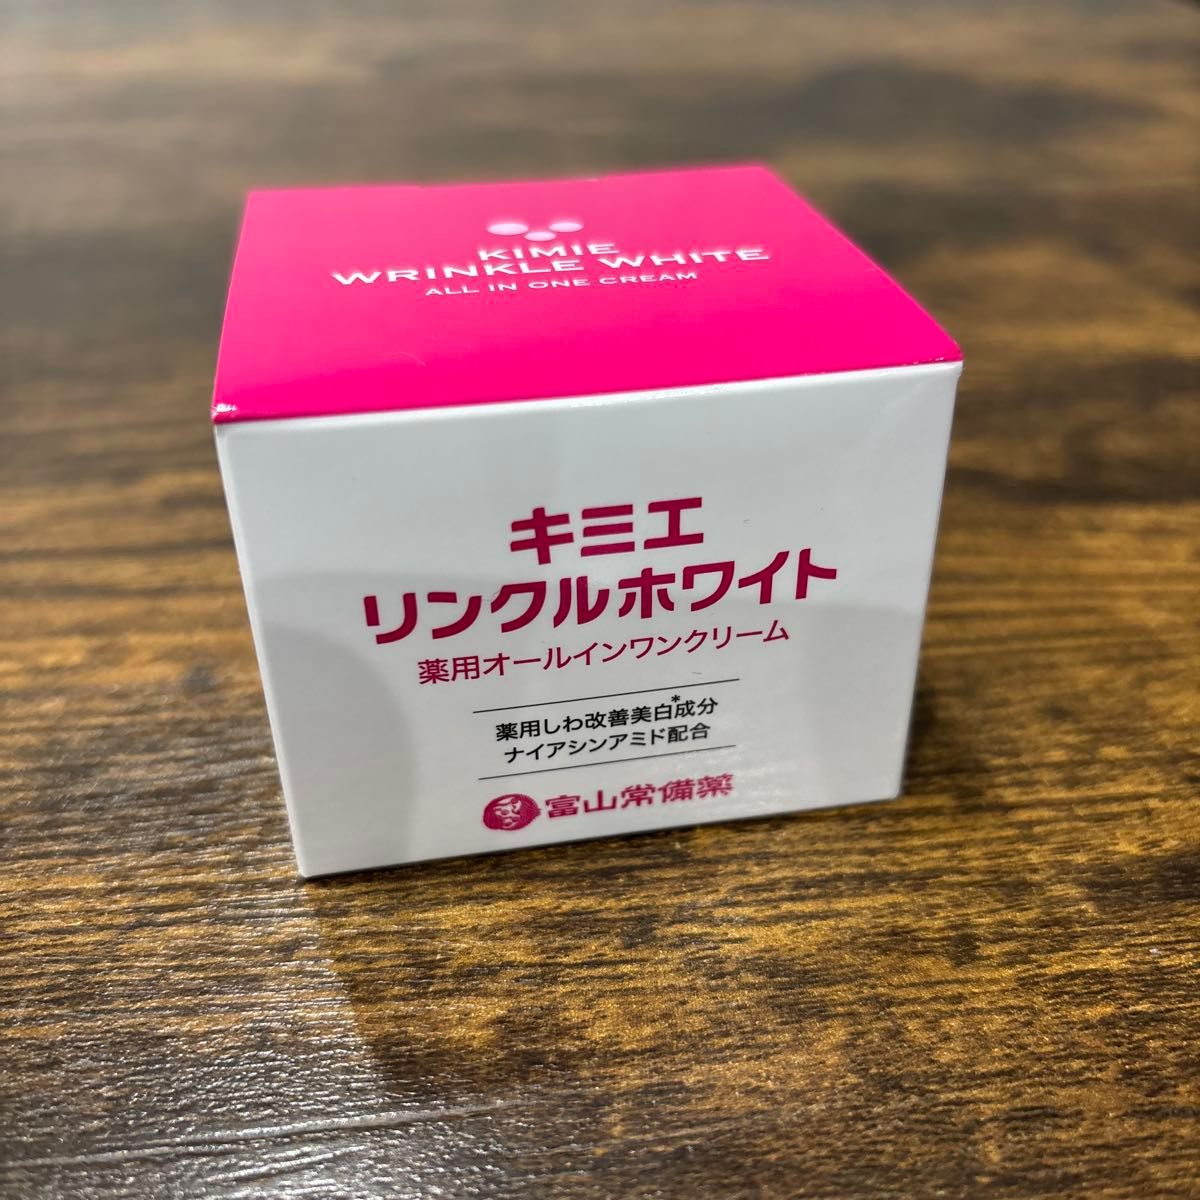 KIMIE
WRINKLE WHITE
ALL IN ONE CREAM
キミエ
リンクルホワイト
薬用オールインワンクリーム
薬用しわ改善美白*成分
ナイアシンアミド配合
富山常備薬